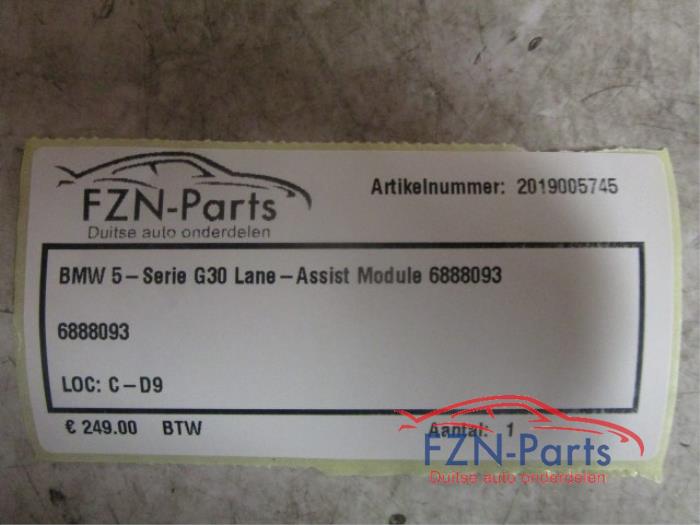 FZN-Parts
Duitse auto onderdelen
Artikelnummer: 2019005745
BMW 5-Serie G30 Lane-Assist Module 6888093
6888093
LOC: C-D9
€ 249.00 BTW
Aantal: 1
FZN-Parts
Duitse auto onderdelen